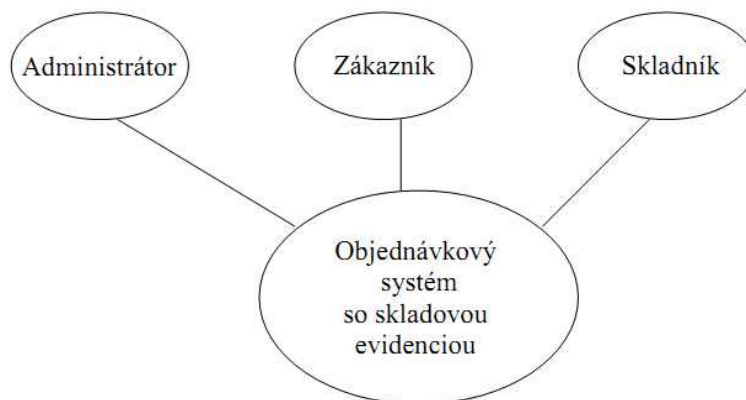 Administrátor
Zákazník
Skladník
Objednávkový
systém
so skladovou
evidenciou